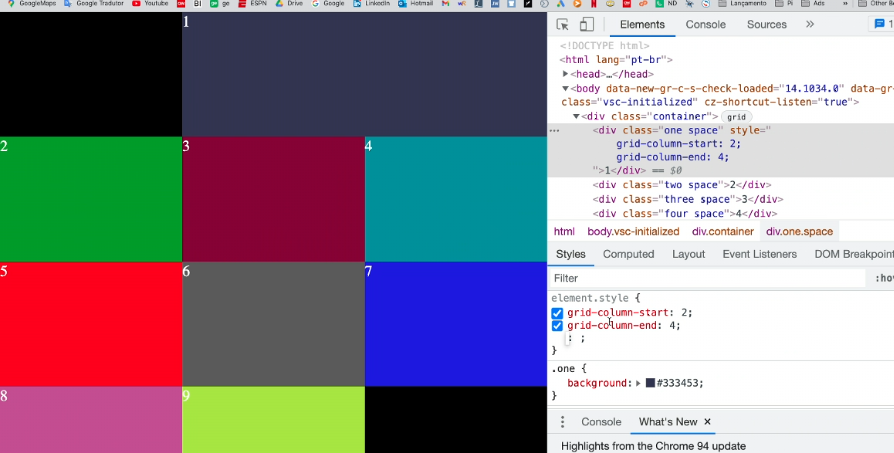 GoogleMaps Google Tradutor Youtube BI ge ESPN Drive Google LinkedIn Hotmail ND Lançamento Pi Ads » Other B
1
2 3 4
5 6 7
8 9
Elements Console Sources » 1
<!DOCTYPE html>
<html lang="pt-br">
<head>…</head>
<body data-new-gr-c-s-check-loaded="14.1034.0" data-gr-
class="vsc-initialized" cz-shortcut-listen="true">
<div class="container"> grid
… <div class="one space" style="
grid-column-start: 2;
grid-column-end: 4;
">1</div> == $0
<div class="two space">2</div>
<div class="three space">3</div>
<div class="four space">4</div>
html body.vsc-initialized div.container div.one.space
Styles Computed Layout Event Listeners DOM Breakpoin
Filter :hov
element.style {
grid-column-start: 2;
grid-column-end: 4;
: ;
}
.one {
background: #333453;
}
Console What's New ×
Highlights from the Chrome 94 update